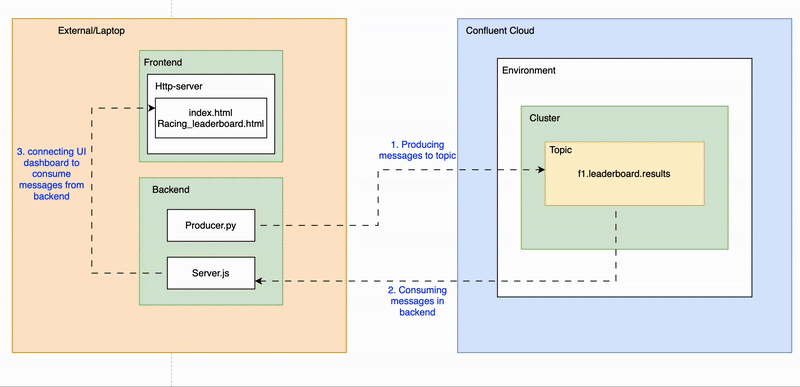 External/Laptop
Frontend
Http-server
index.html
Racing_leaderboard.html
3. connecting UI
dashboard to
consume
messages from
backend
Backend
Producer.py
Server.js
1. Producing
messages to topic
2. Consuming
messages in
backend
Confluent Cloud
Environment
Cluster
Topic
f1.leaderboard.results